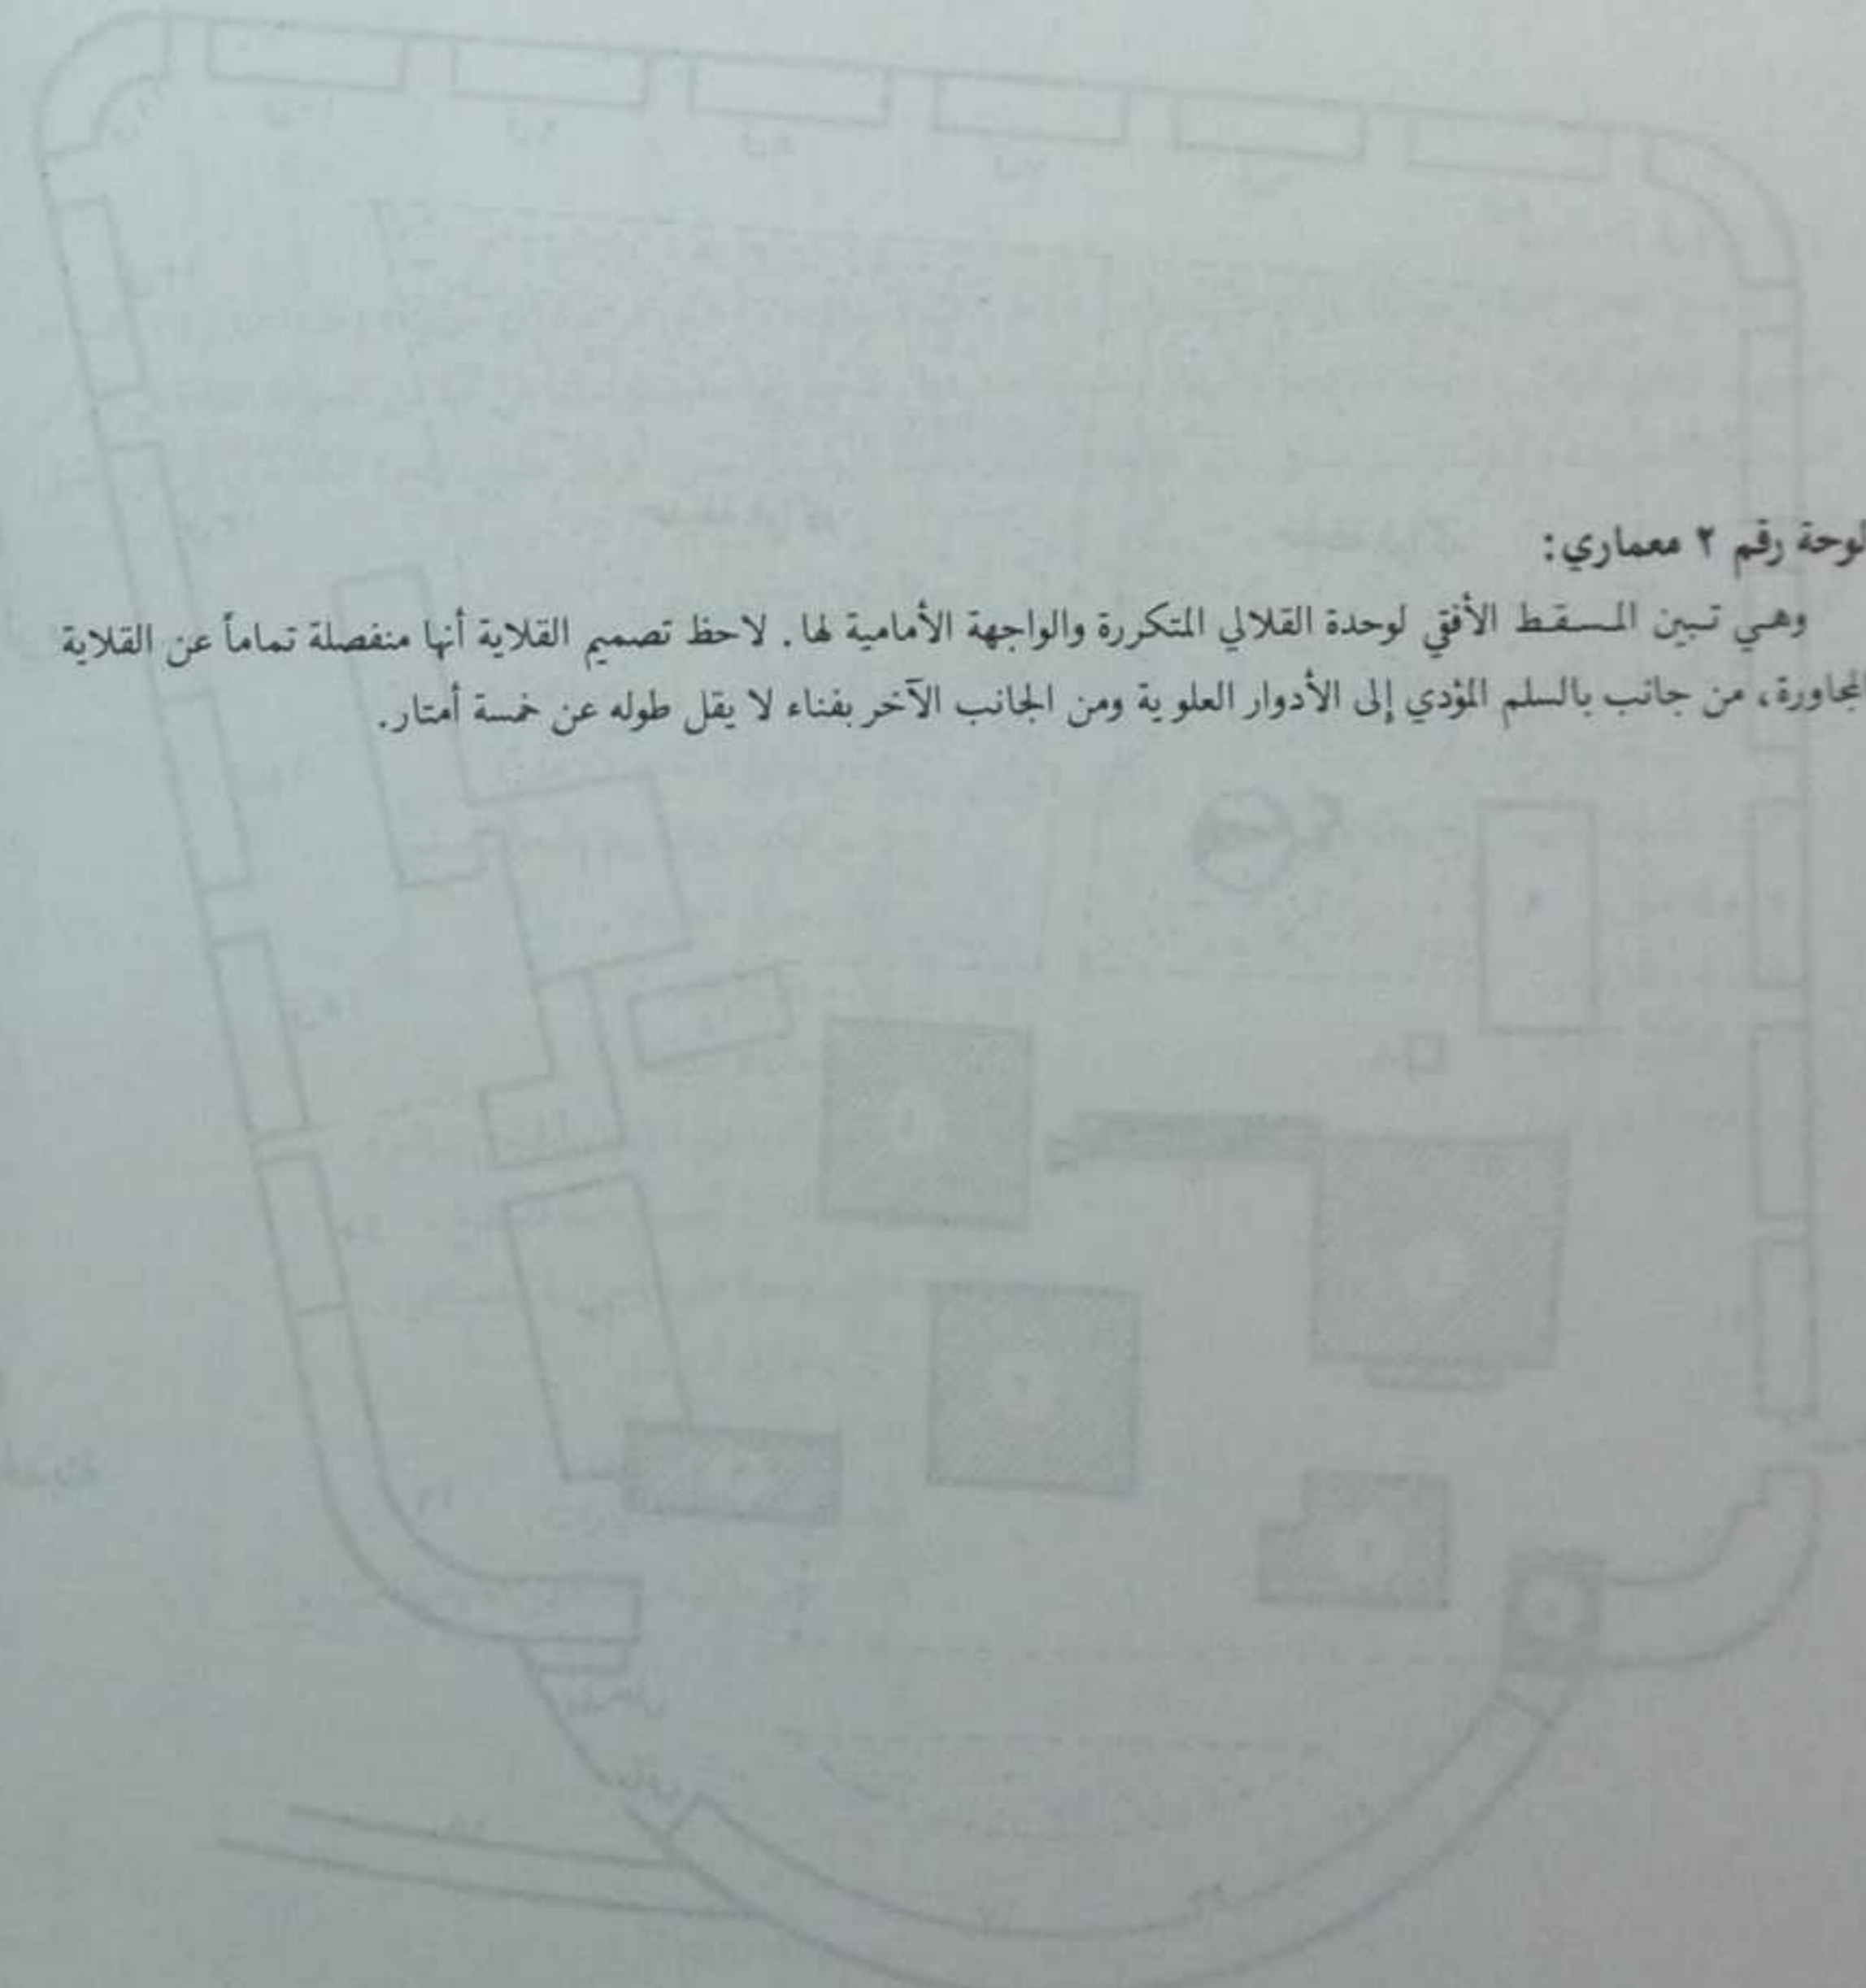 لوحة رقم ٢ معماري:
وهي تبين المسقط الأفقي لوحدة القلالي المتكررة والواجهة الأمامية لها. لاحظ تصميم القلاية أنها منفصلة تماماً عن القلاية
المجاورة، من جانب بالسلم المؤدي إلى الأدوار العلوية ومن الجانب الآخر بفناء لا يقل طوله عن خمسة أمتار.